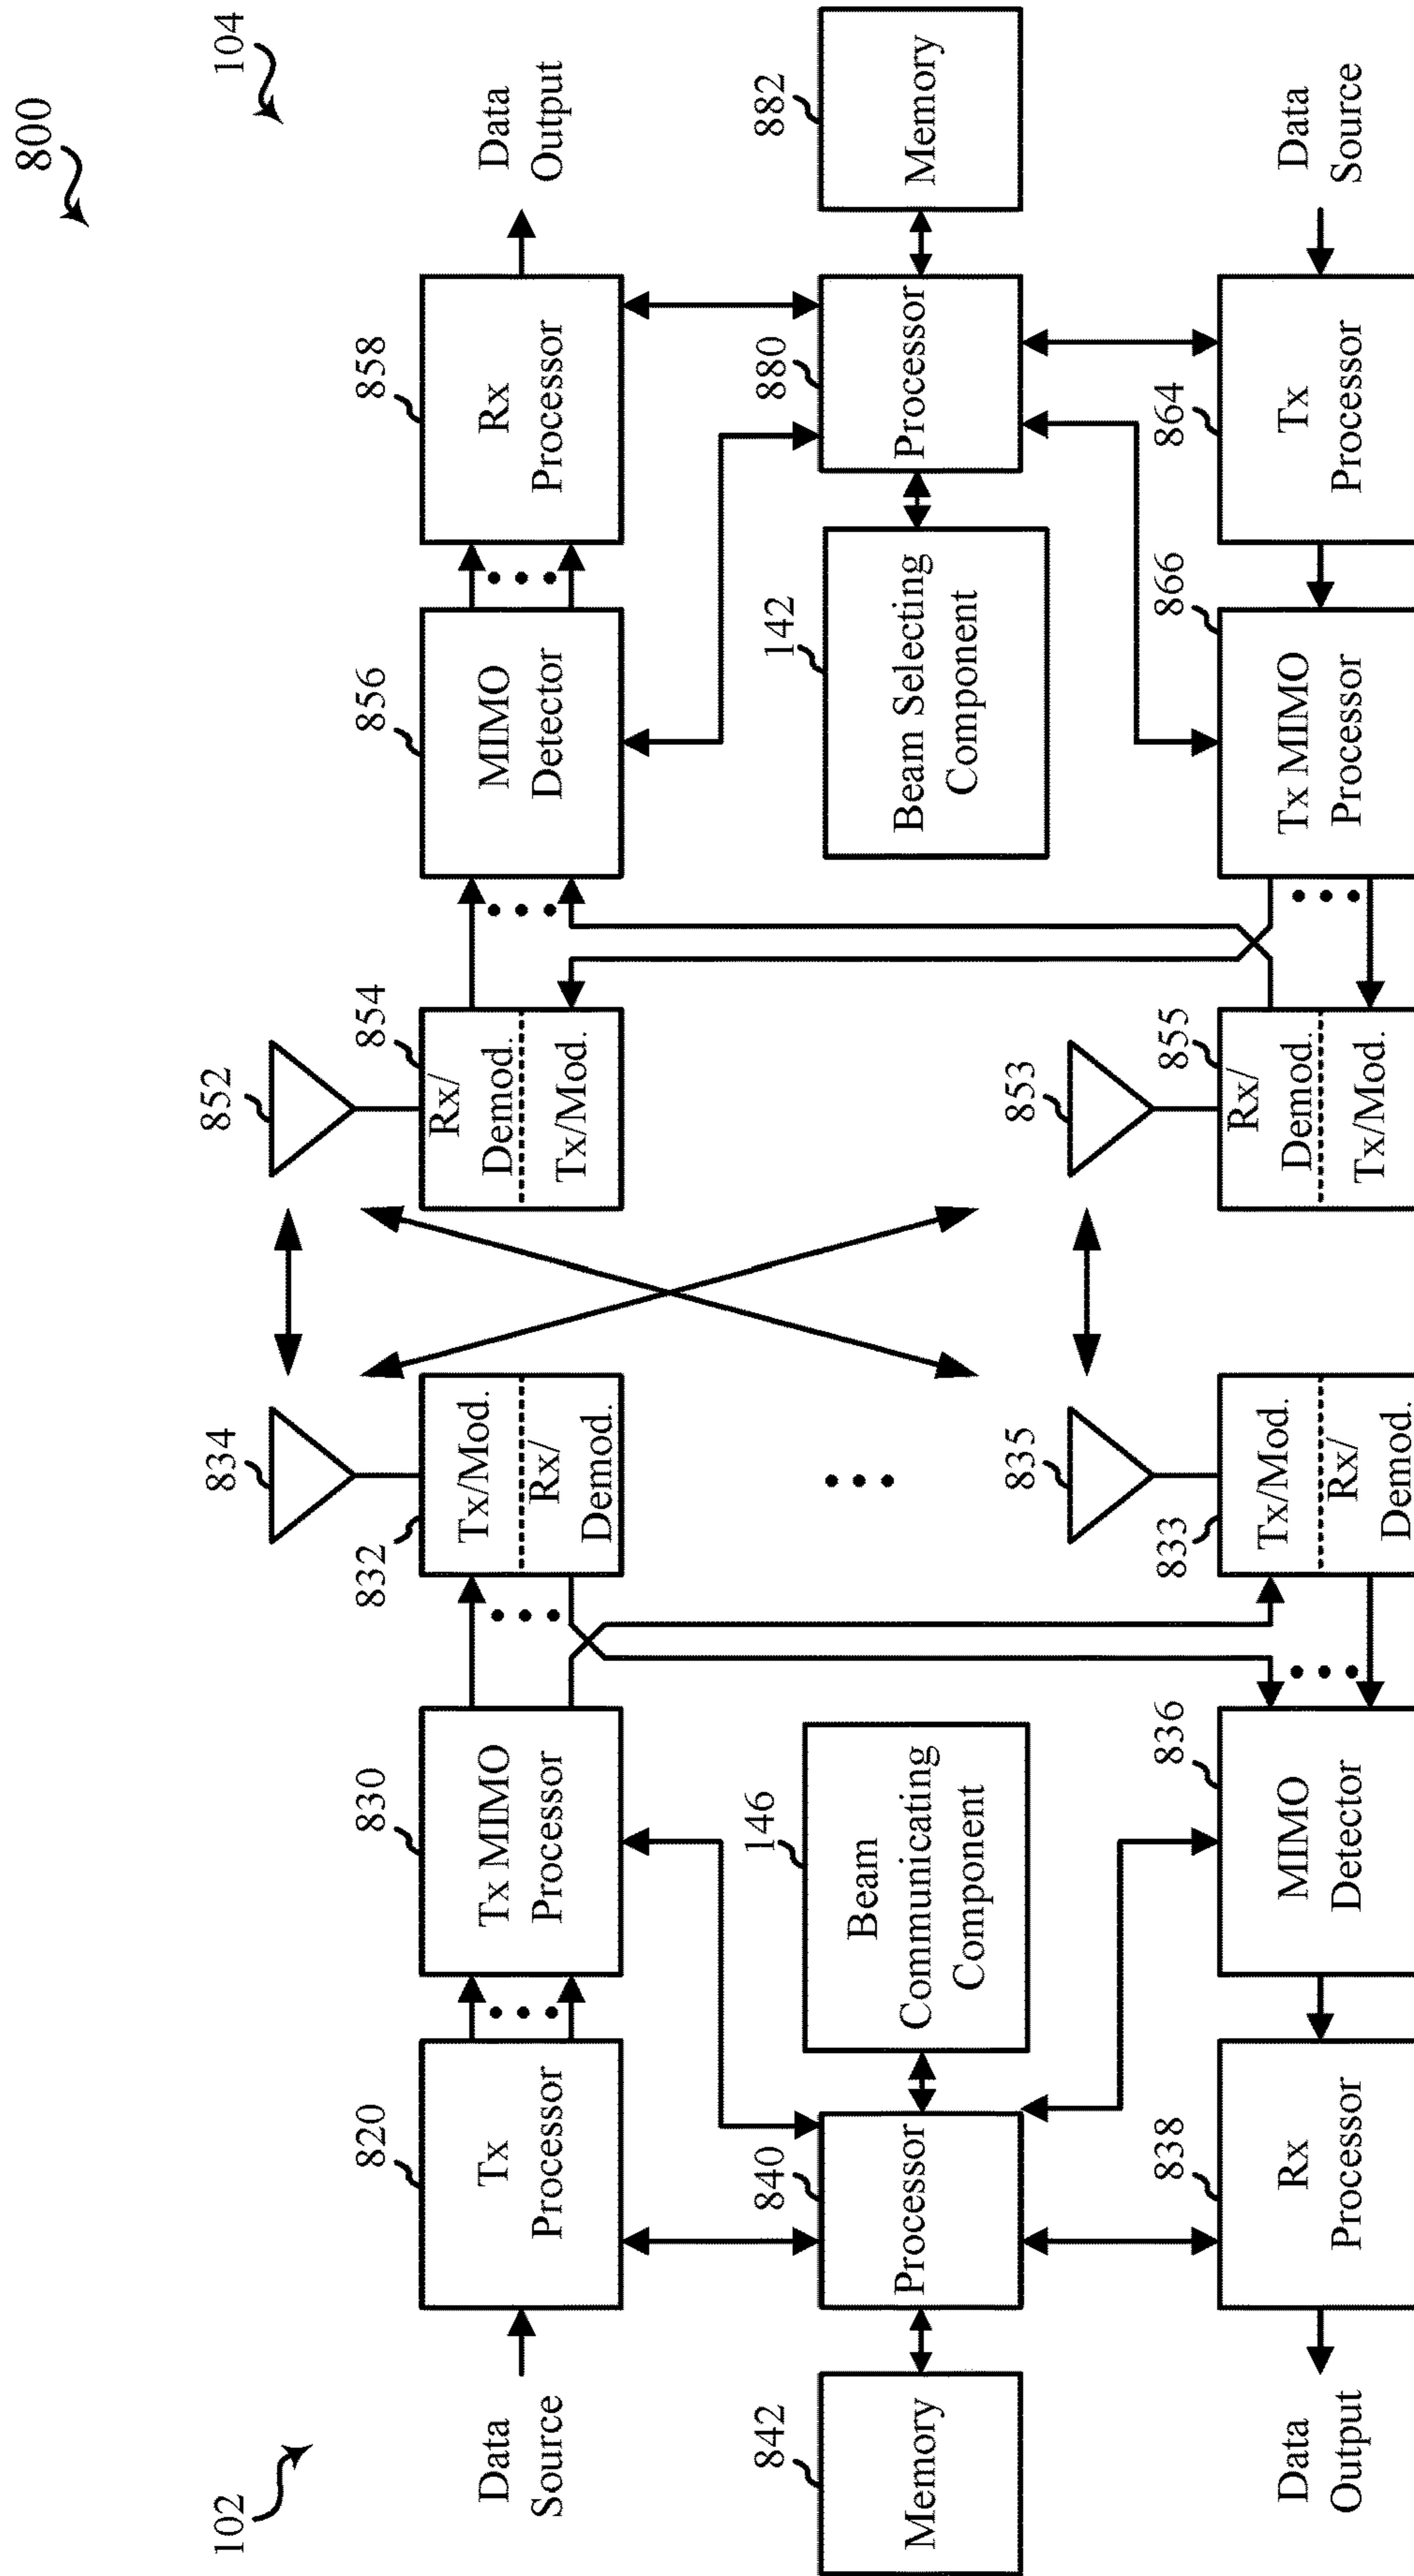 800
102
104
834
852
820
830
832
854
856
858
Data
Source
Tx
Processor
Tx MIMO
Processor
Tx/Mod.
Rx/
Demod.
Rx/
Demod.
Tx/Mod.
MIMO
Detector
Rx
Processor
Data
Output
842
840
146
142
880
882
Memory
Processor
Beam
Communicating
Component
Beam Selecting
Component
Processor
Memory
835
853
838
836
833
855
866
864
Data
Output
Rx
Processor
MIMO
Detector
Tx/Mod.
Rx/
Demod.
Rx/
Demod.
Tx/Mod.
Tx MIMO
Processor
Tx
Processor
Data
Source